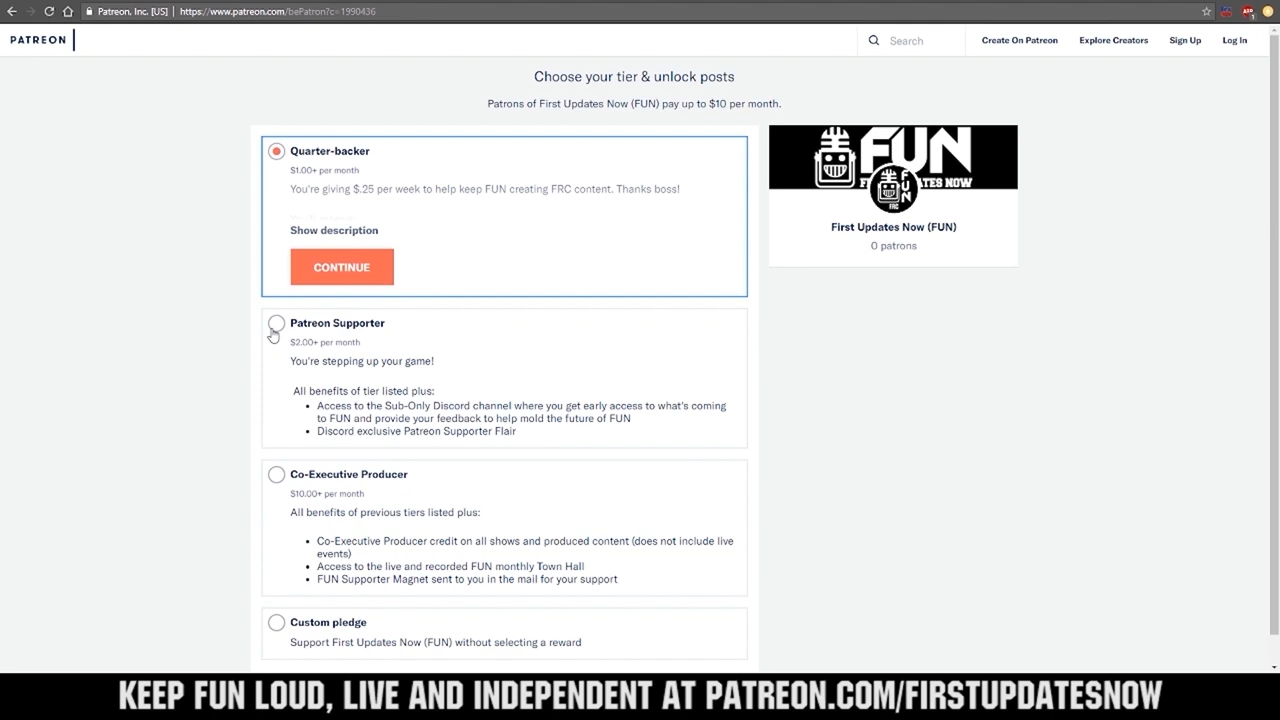 Patreon, Inc. [US] | https://www.patreon.com/bePatron?c=1990436
PATREON
Search
Create On Patreon
Explore Creators
Sign Up
Log In
Choose your tier & unlock posts
Patrons of First Updates Now (FUN) pay up to $10 per month.
Quarter-backer
$1.00+ per month
You're giving $.25 per week to help keep FUN creating FRC content. Thanks boss!
Show description
CONTINUE
FUN
First Updates Now (FUN)
0 patrons
Patreon Supporter
$2.00+ per month
You're stepping up your game!
All benefits of tier listed plus:
• Access to the Sub-Only Discord channel where you get early access to what's coming
to FUN and provide your feedback to help mold the future of FUN
• Discord exclusive Patreon Supporter Flair
Co-Executive Producer
$10.00+ per month
All benefits of previous tiers listed plus:
• Co-Executive Producer credit on all shows and produced content (does not include live
events)
• Access to the live and recorded FUN monthly Town Hall
• FUN Supporter Magnet sent to you in the mail for your support
Custom pledge
Support First Updates Now (FUN) without selecting a reward
KEEP FUN LOUD, LIVE AND INDEPENDENT AT PATREON.COM/FIRSTUPDATESNOW